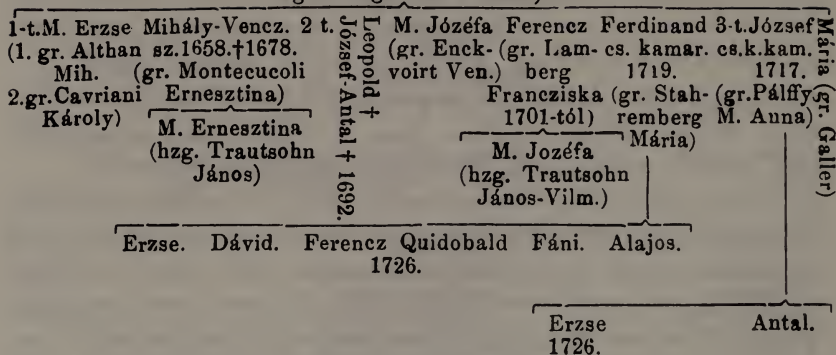 1-t.M. Erzse Mihály-Vencz. 2 t. M. Józéfa Ferencz Ferdinand 3-t.József
(1. gr. Althan sz.1658.†1678. (gr. Enck- (gr. Lam- cs. kamar. cs.k.kam.
Mih. (gr. Montecucoli voirt Ven.) berg 1719. 1717.
2.gr.Cavriani Ernesztina) Francziska (gr. Stah- (gr.Pálffy
Károly) 1701-től) remberg M. Anna)
M. Ernesztina Mária)
(hzg. Trautsohn M. Jozéfa
János) (hzg. Trautsohn
János-Vilm.)
Leopold †
József-Antal † 1692.
Mária (gr. Galler)
Erzse. Dávid. Ferencz Quidobald Fáni. Alajos.
1726.
Erzse Antal.
1726.